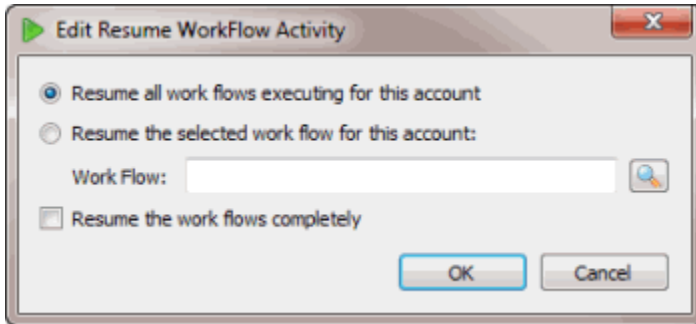 Edit Resume WorkFlow Activity
Resume all work flows executing for this account
Resume the selected work flow for this account:
Work Flow:
Resume the work flows completely
OK Cancel